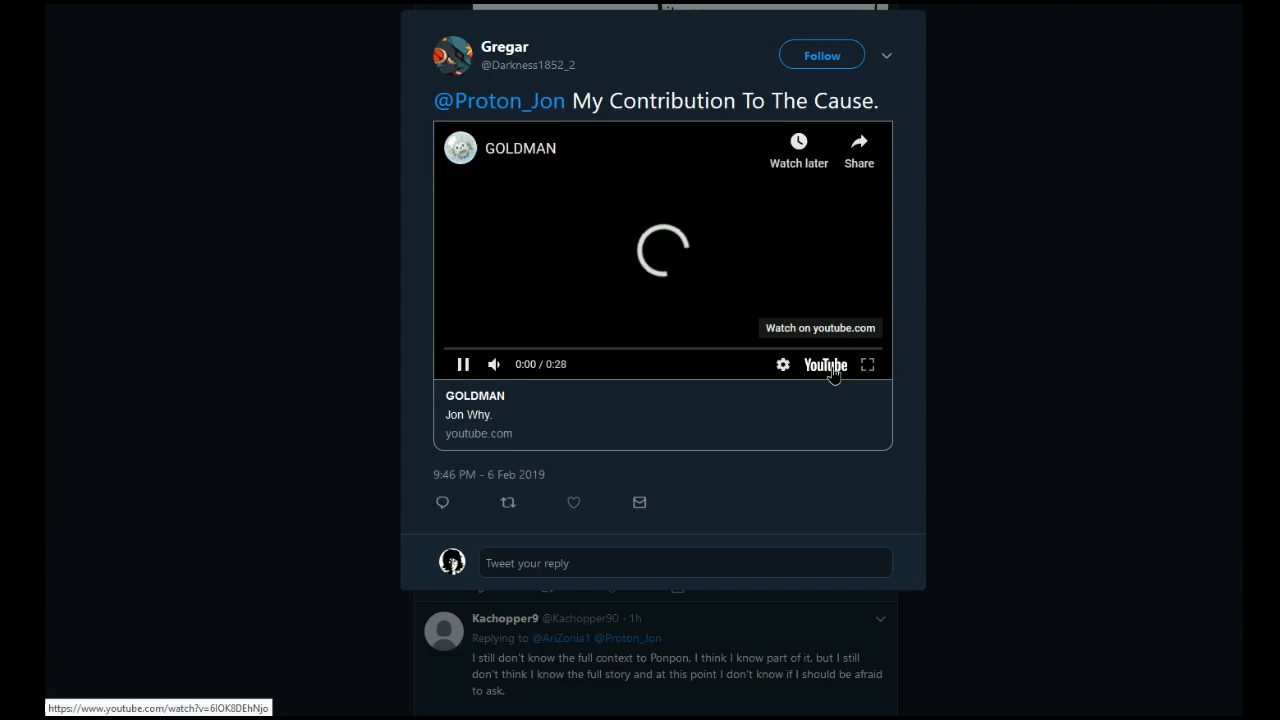 Gregar
@Darkness1852_2
Follow
@Proton_Jon My Contribution To The Cause.
GOLDMAN
Watch later
Share
Watch on youtube.com
0:00 / 0:28
YouTube
GOLDMAN
Jon Why.
youtube.com
9:46 PM - 6 Feb 2019
Tweet your reply
Kachopper9 @Kachopper90 · 1h
Replying to @AriZonia1 @Proton_Jon
I still don't know the full context to Ponpon, I think I know part of it, but I still
don't think I know the full story and at this point I don't know if I should be afraid
to ask.
https://www.youtube.com/watch?v=6lOK8DEhNjo